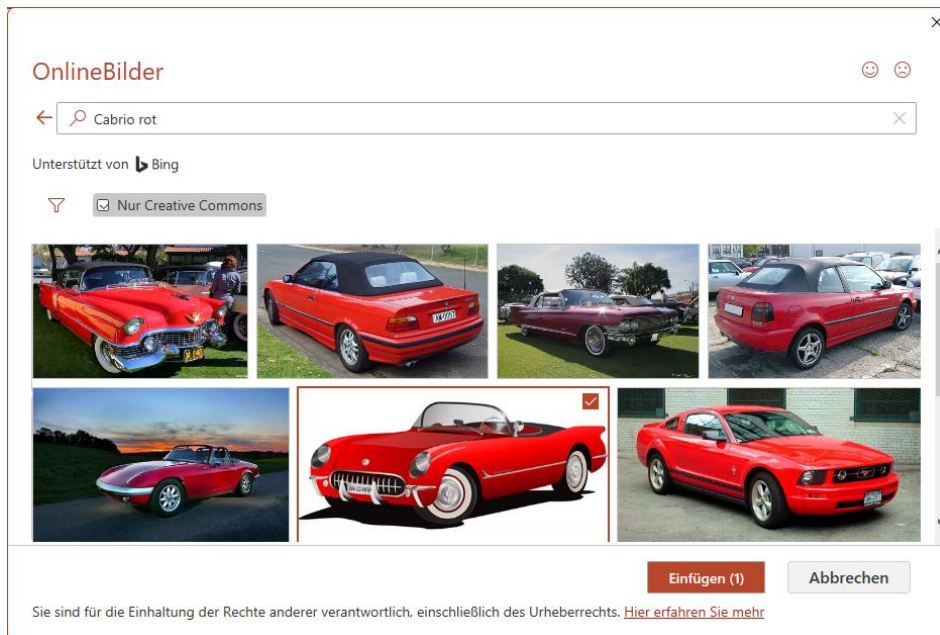 OnlineBilder
Cabrio rot
Unterstützt von Bing
Nur Creative Commons
Einfügen (1)
Abbrechen
Sie sind für die Einhaltung der Rechte anderer verantwortlich, einschließlich des Urheberrechts. Hier erfahren Sie mehr